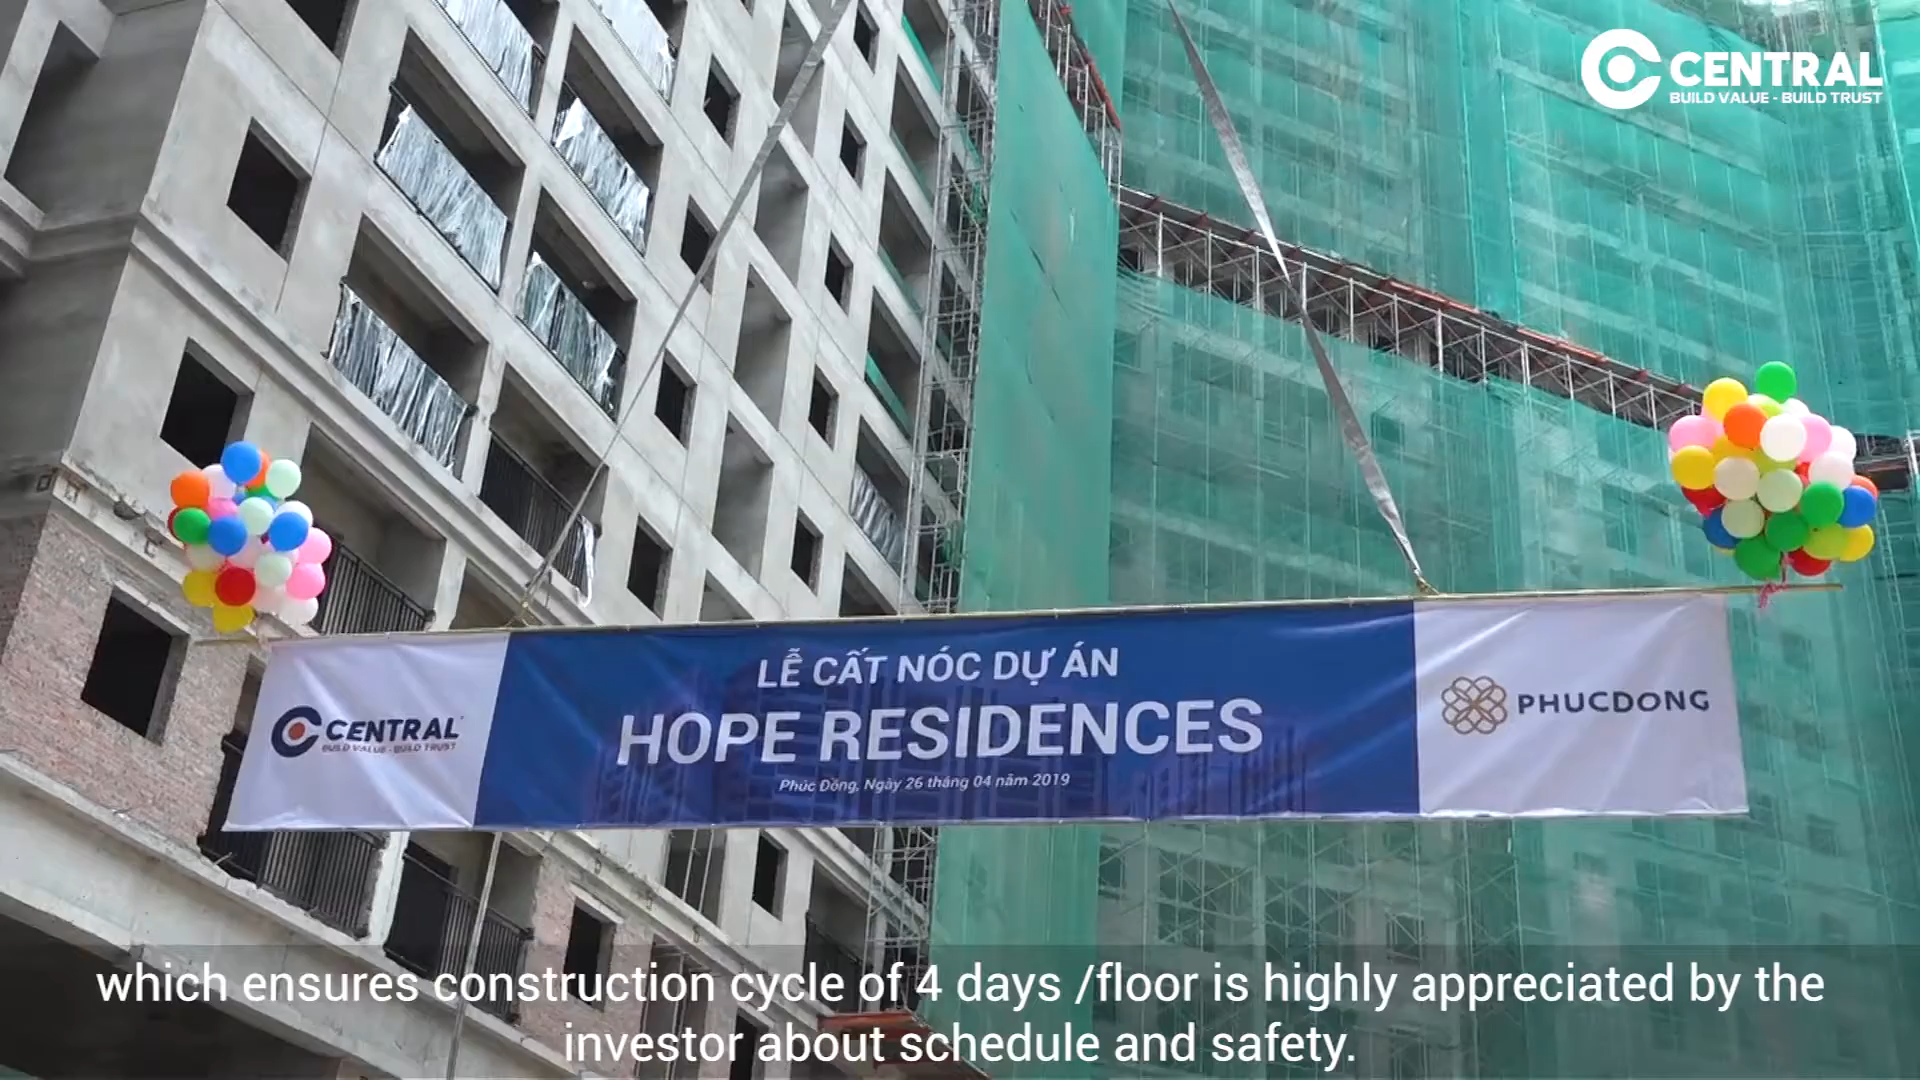 CENTRAL
BUILD VALUE - BUILD TRUST
LỄ CẤT NÓC DỰ ÁN
HOPE RESIDENCES
Phúc Đồng, Ngày 26 tháng 04 năm 2019
CENTRAL
BUILD VALUE - BUILD TRUST
PHUCDONG
which ensures construction cycle of 4 days /floor is highly appreciated by the
investor about schedule and safety.